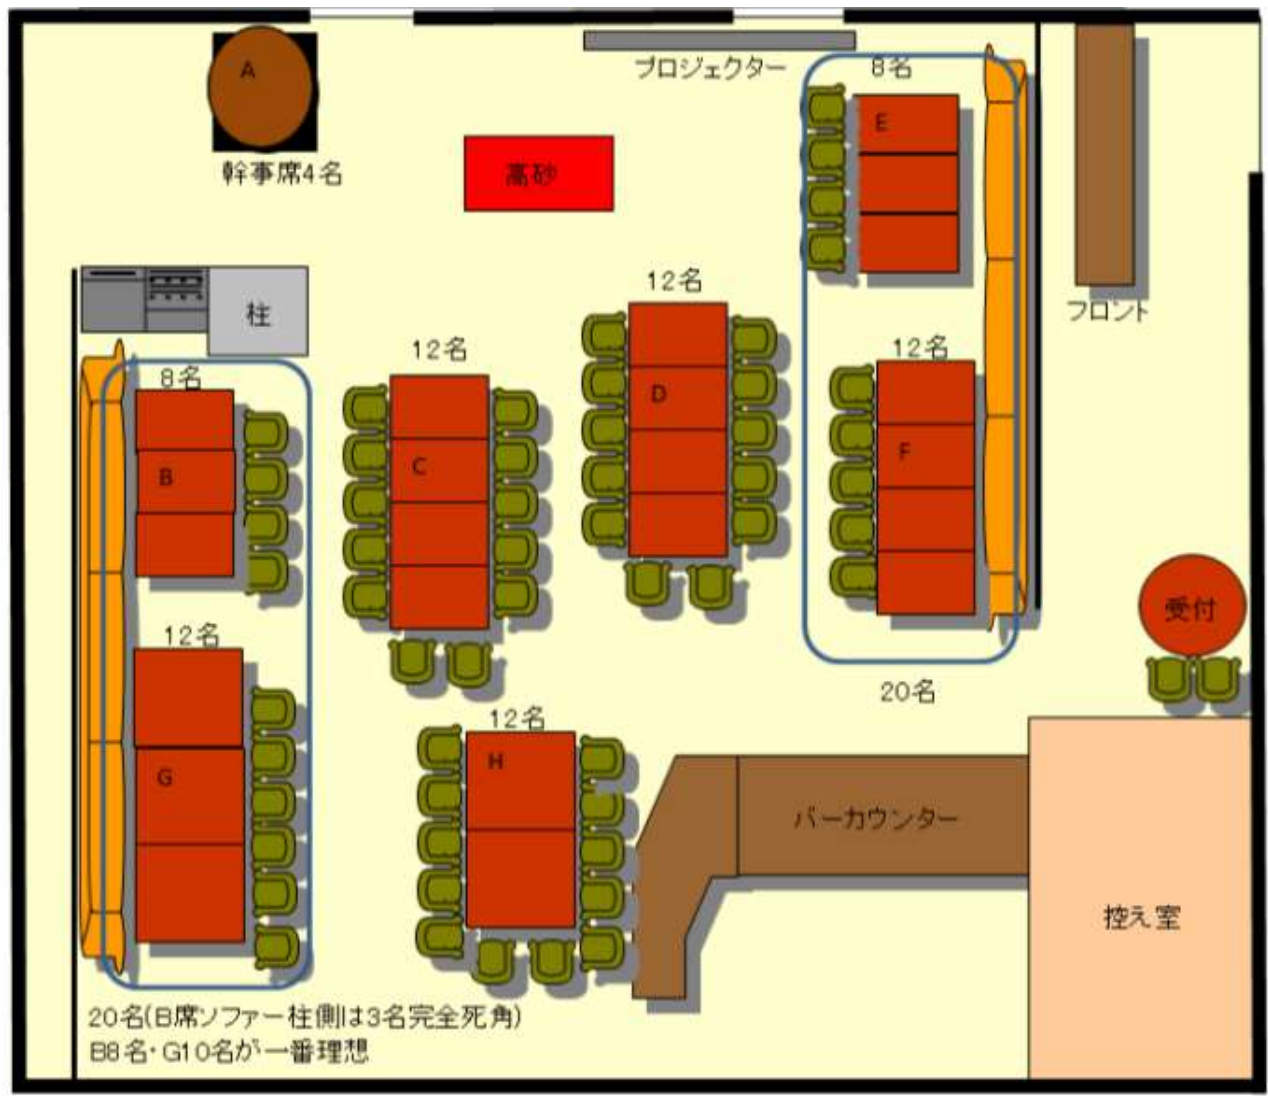 A
幹事席4名
プロジェクター
8名
E
高砂
フロント
柱
12名
D
12名
C
12名
F
8名
B
受付
12名
G
20名
12名
H
バーカウンター
控え室
20名(B席ソファー柱側は3名完全死角)
B8名・G10名が一番理想